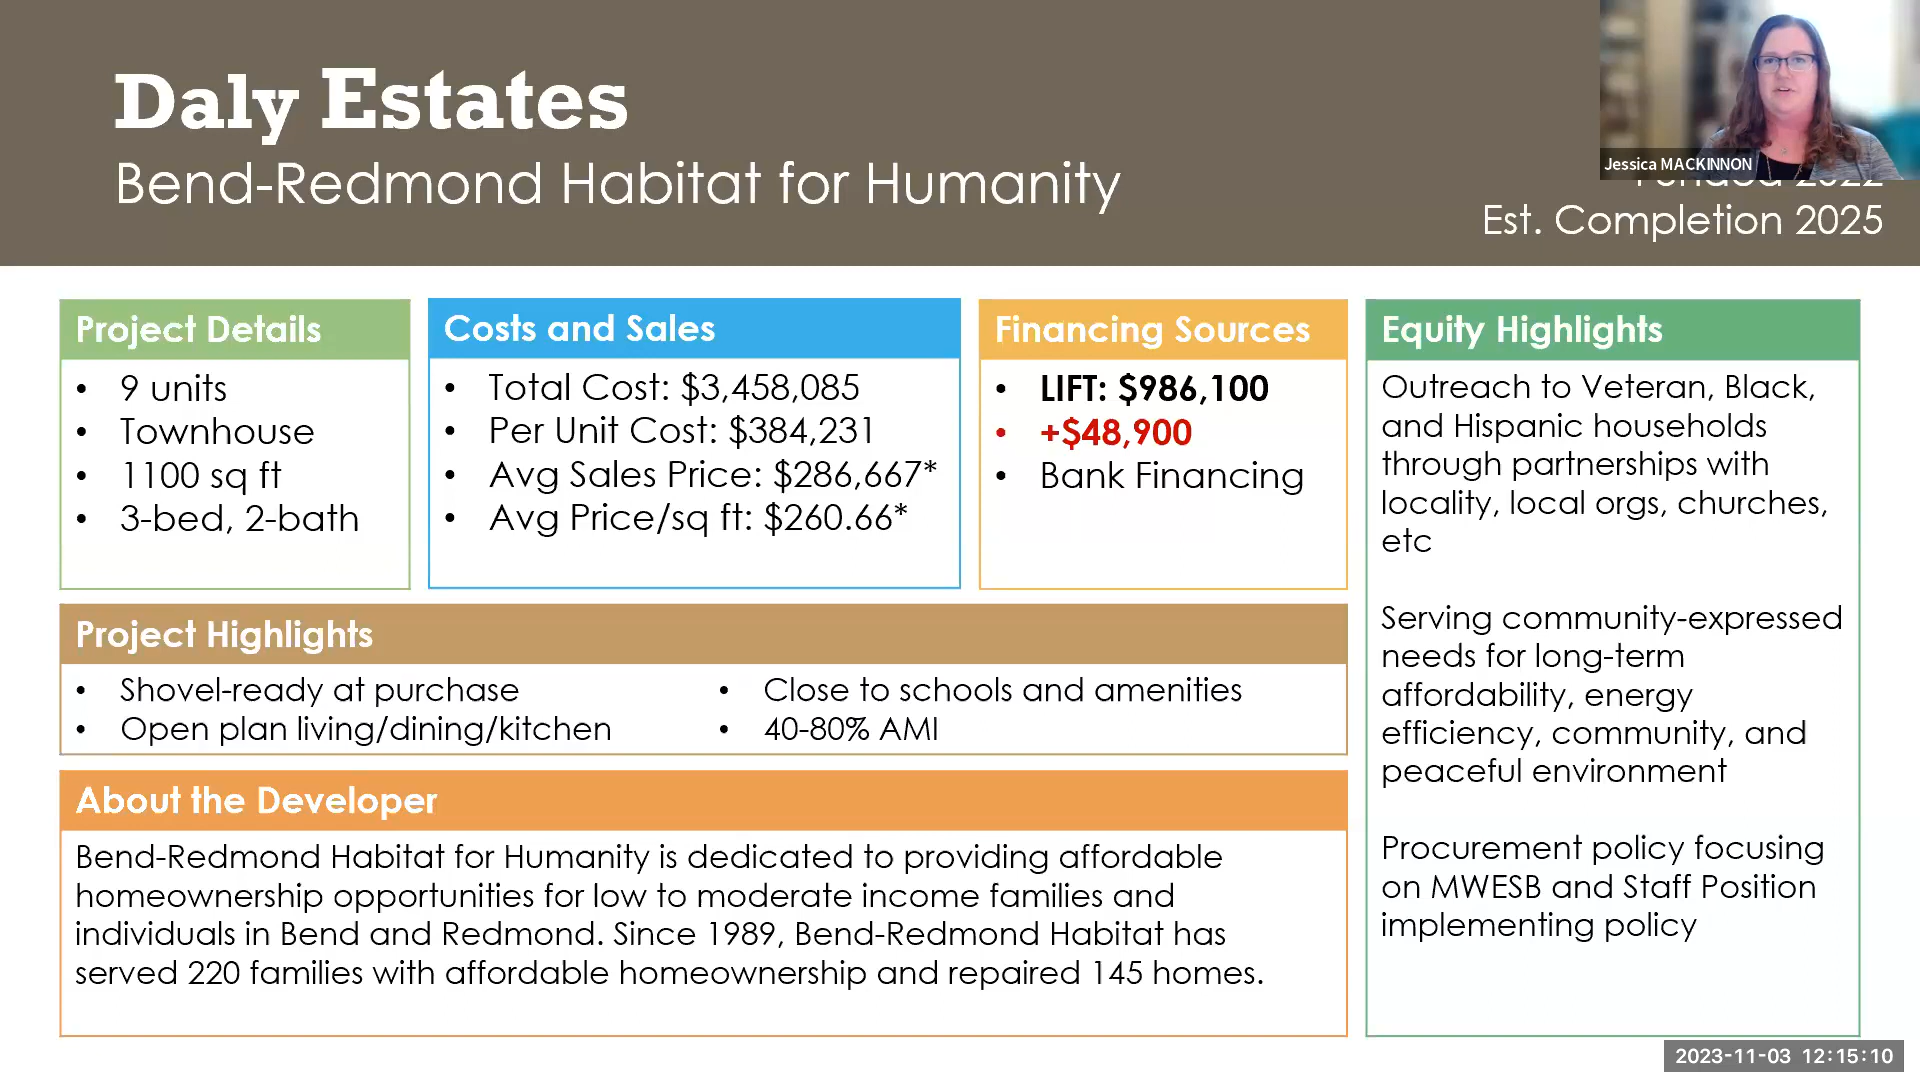 Daly Estates
Bend-Redmond Habitat for Humanity
Jessica MACKINNON
Funded 2022
Est. Completion 2025
Project Details
• 9 units
• Townhouse
• 1100 sq ft
• 3-bed, 2-bath
Costs and Sales
• Total Cost: $3,458,085
• Per Unit Cost: $384,231
• Avg Sales Price: $286,667*
• Avg Price/sq ft: $260.66*
Financing Sources
• LIFT: $986,100
• +$48,900
• Bank Financing
Equity Highlights
Outreach to Veteran, Black,
and Hispanic households
through partnerships with
locality, local orgs, churches,
etc
Serving community-expressed
needs for long-term
affordability, energy
efficiency, community, and
peaceful environment
Procurement policy focusing
on MWESB and Staff Position
implementing policy
Project Highlights
• Shovel-ready at purchase
• Open plan living/dining/kitchen
• Close to schools and amenities
• 40-80% AMI
About the Developer
Bend-Redmond Habitat for Humanity is dedicated to providing affordable
homeownership opportunities for low to moderate income families and
individuals in Bend and Redmond. Since 1989, Bend-Redmond Habitat has
served 220 families with affordable homeownership and repaired 145 homes.
2023-11-03 12:15:10